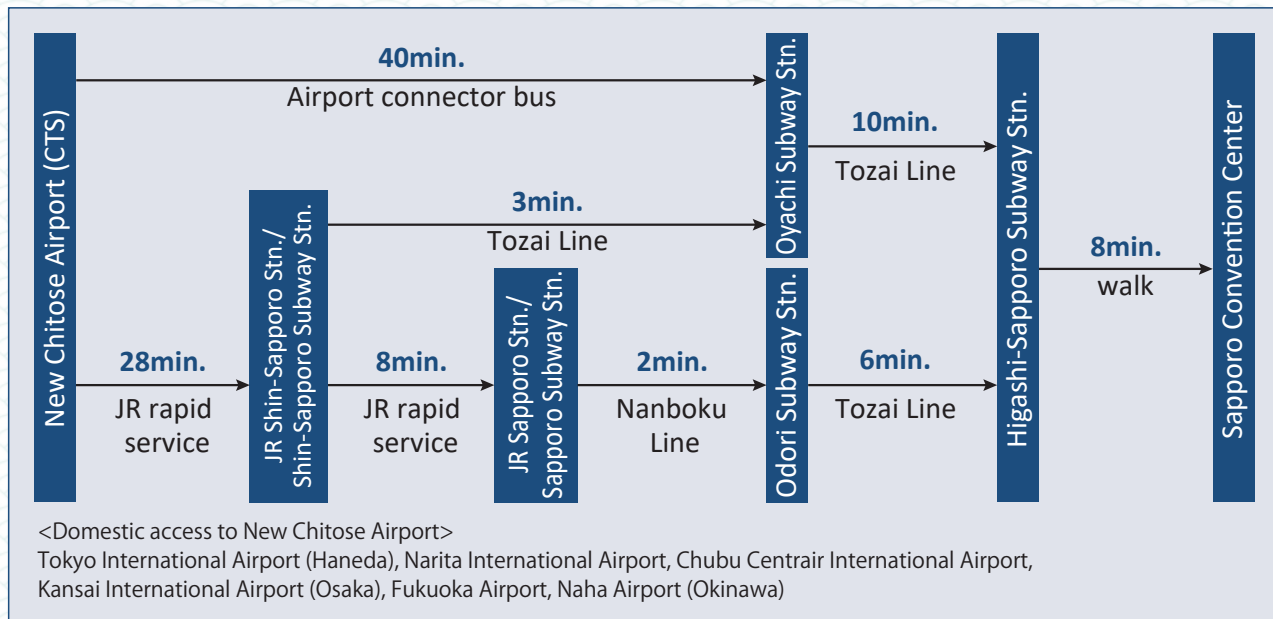 New Chitose Airport (CTS)
40min.
Airport connector bus
Oyachi Subway Stn.
10min.
Tozai Line
Higashi-Sapporo Subway Stn.
Sapporo Convention Center
JR Shin-Sapporo Stn./
Shin-Sapporo Subway Stn.
3min.
Tozai Line
8min.
walk
28min.
JR rapid
service
8min.
JR rapid
service
JR Sapporo Stn./
Sapporo Subway Stn.
2min.
Nanboku
Line
Odori Subway Stn.
6min.
Tozai Line
<Domestic access to New Chitose Airport>
Tokyo International Airport (Haneda), Narita International Airport, Chubu Centrair International Airport,
Kansai International Airport (Osaka), Fukuoka Airport, Naha Airport (Okinawa)